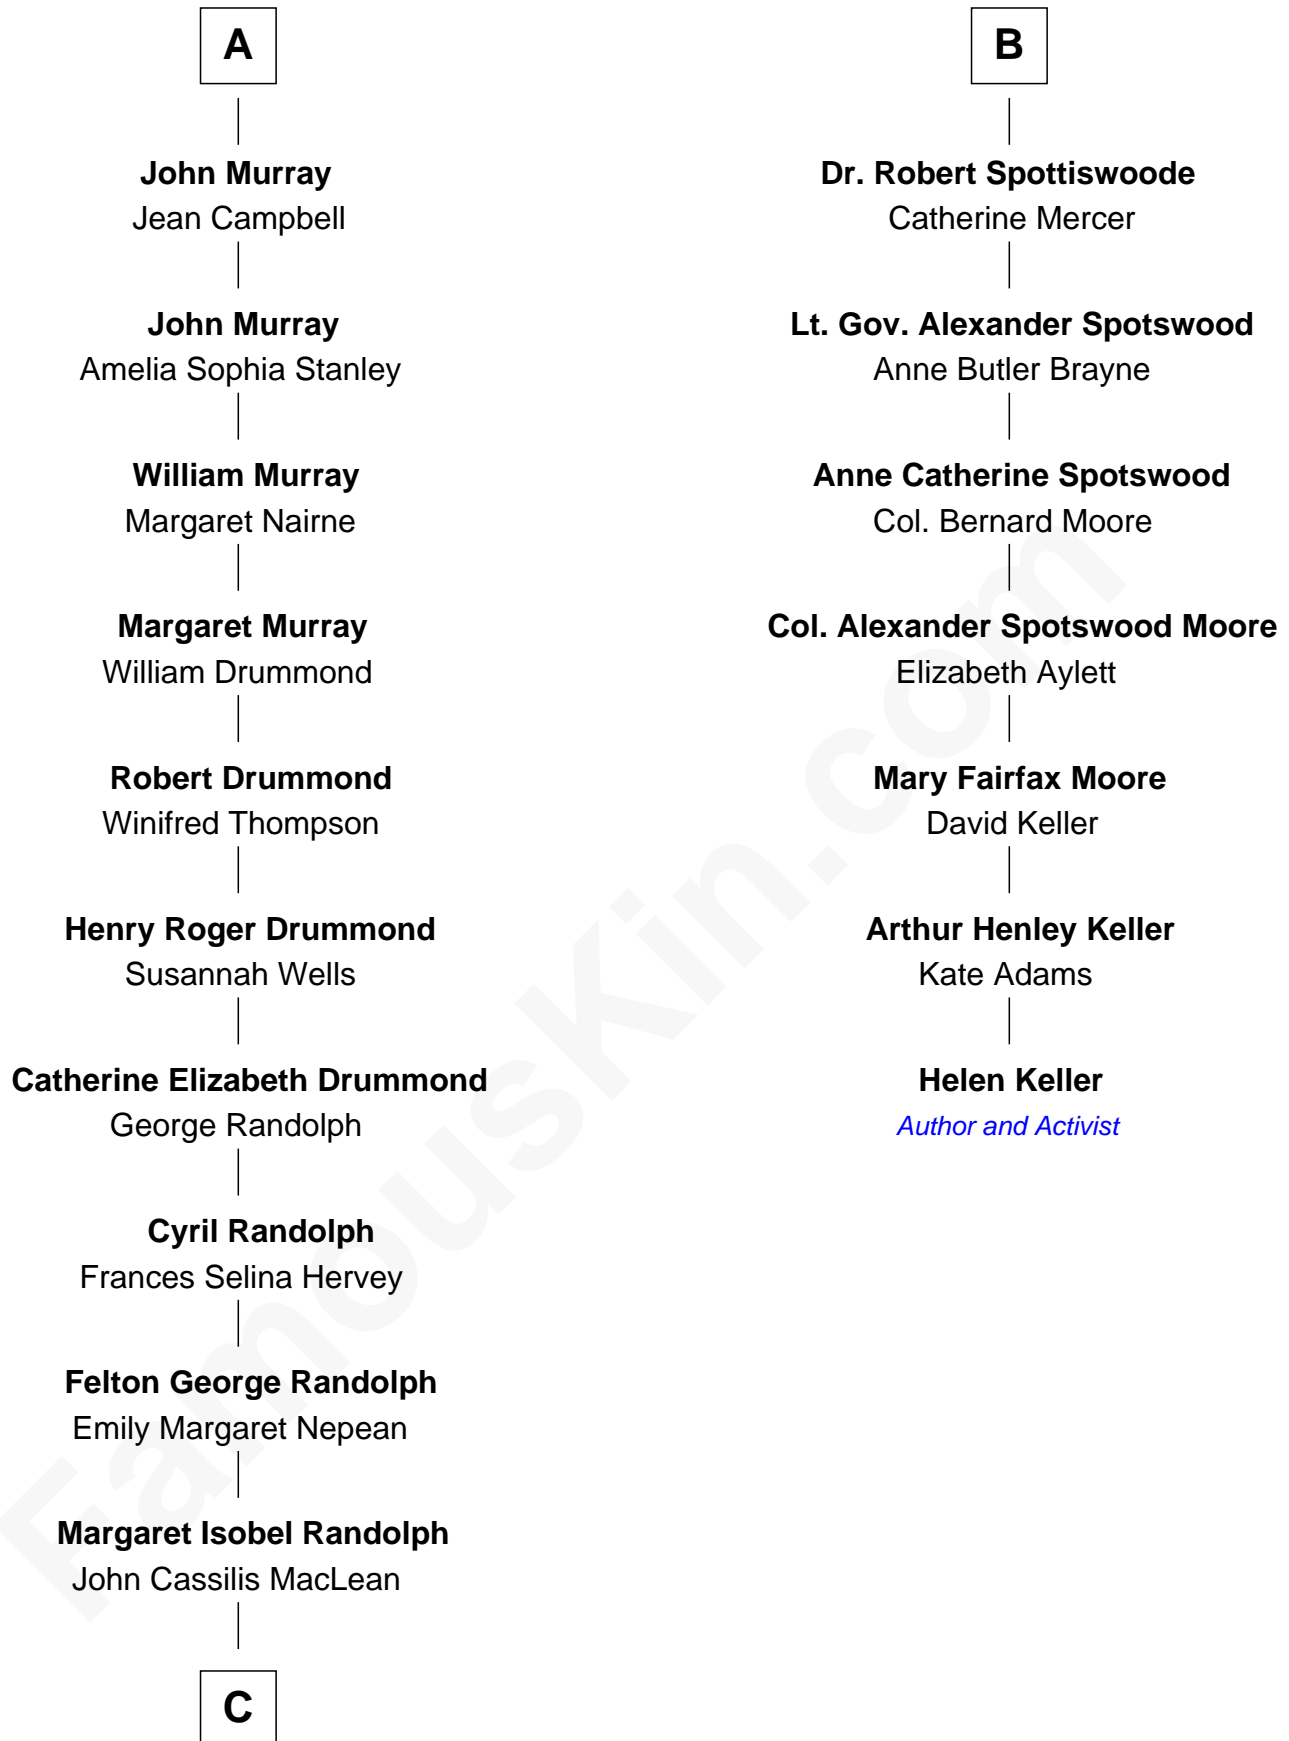 A
John Murray
Jean Campbell
John Murray
Amelia Sophia Stanley
William Murray
Margaret Nairne
Margaret Murray
William Drummond
Robert Drummond
Winifred Thompson
Henry Roger Drummond
Susannah Wells
Catherine Elizabeth Drummond
George Randolph
Cyril Randolph
Frances Selina Hervey
Felton George Randolph
Emily Margaret Nepean
Margaret Isobel Randolph
John Cassilis MacLean
C
B
Dr. Robert Spottiswoode
Catherine Mercer
Lt. Gov. Alexander Spotswood
Anne Butler Brayne
Anne Catherine Spotswood
Col. Bernard Moore
Col. Alexander Spotswood Moore
Elizabeth Aylett
Mary Fairfax Moore
David Keller
Arthur Henley Keller
Kate Adams
Helen Keller
Author and Activist
FamousKin.com